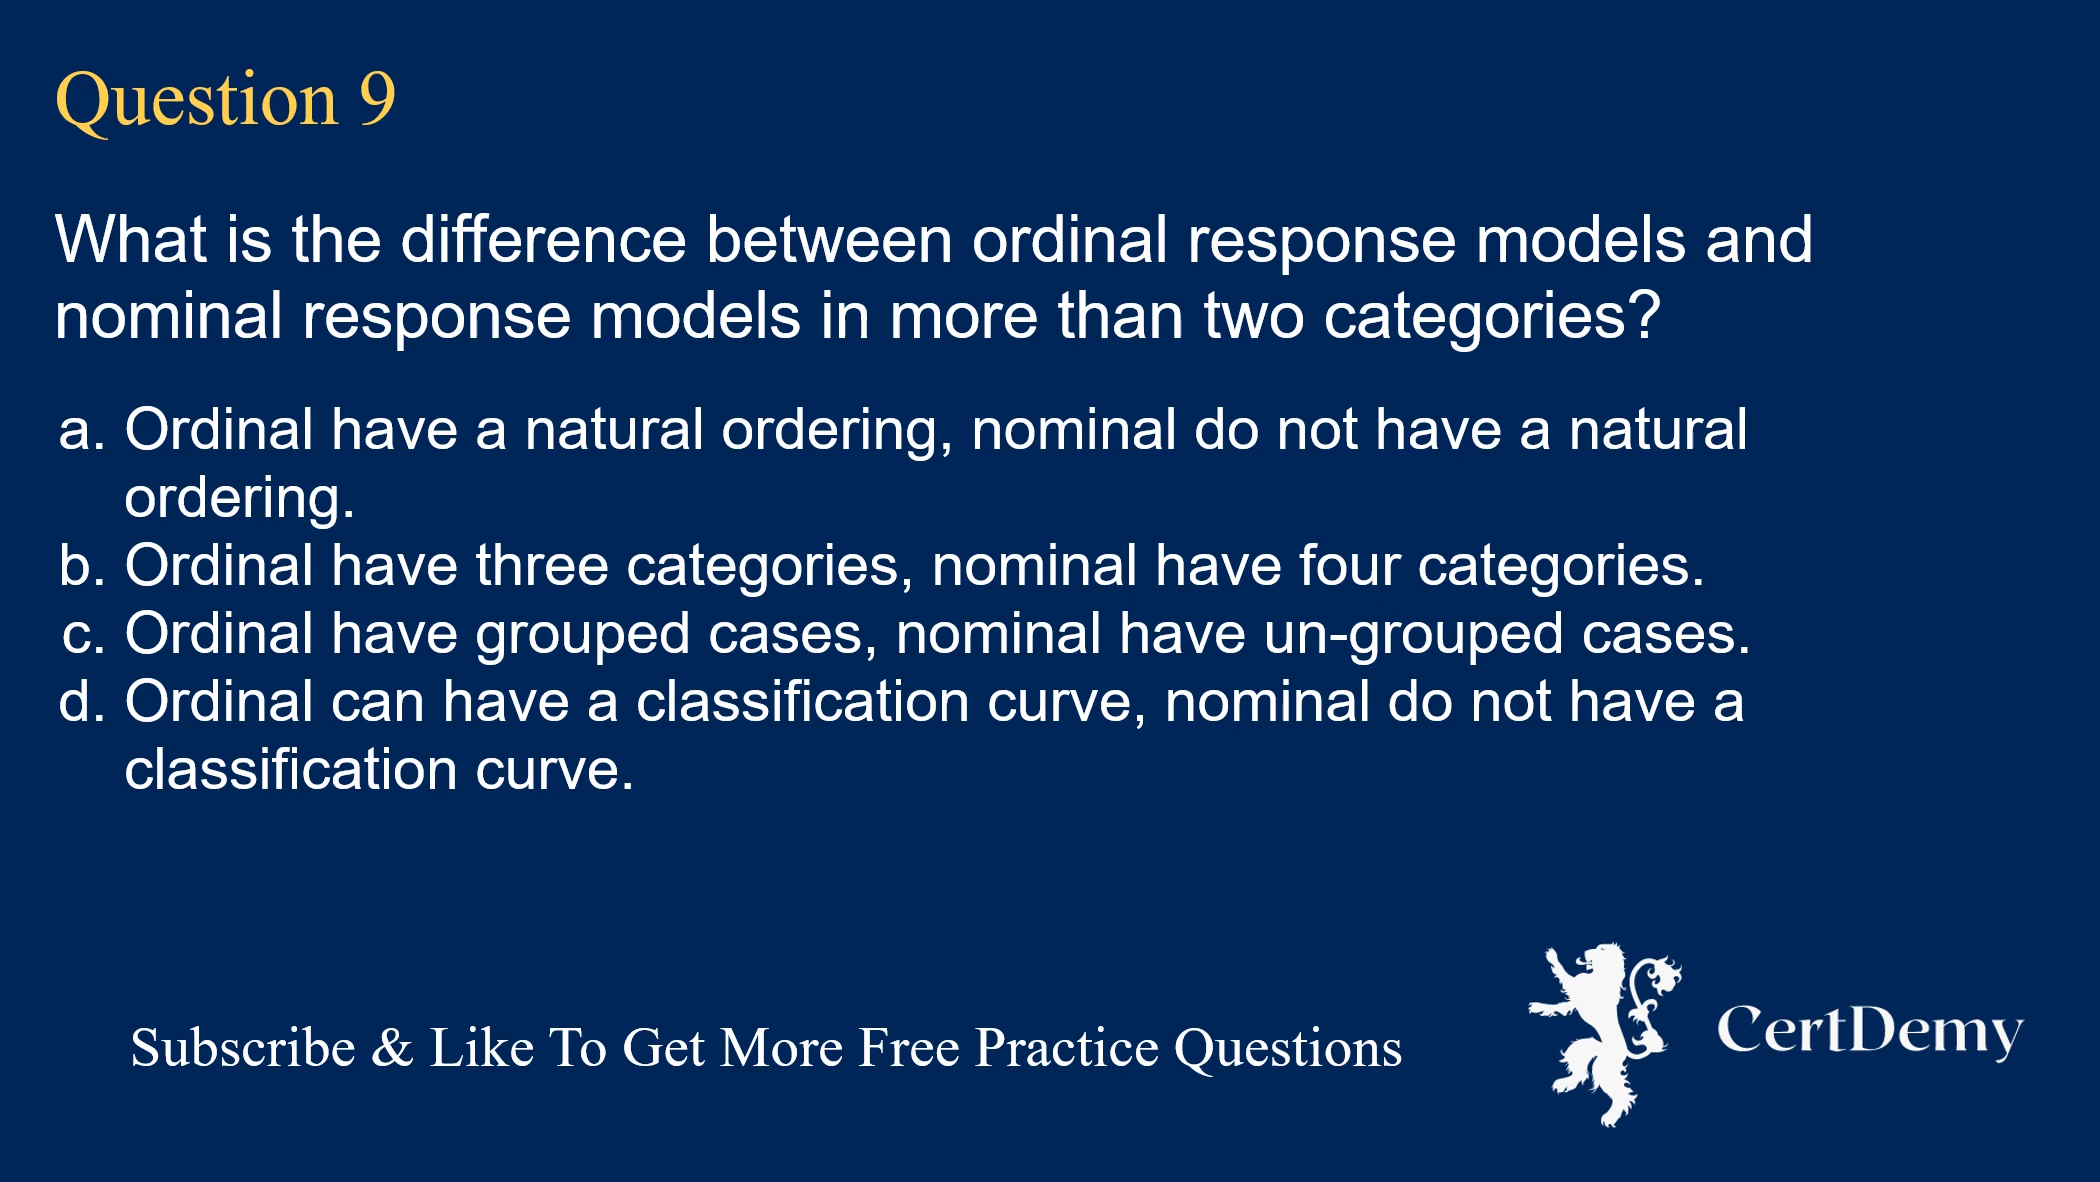 Question 9
What is the difference between ordinal response models and
nominal response models in more than two categories?
a. Ordinal have a natural ordering, nominal do not have a natural
ordering.
b. Ordinal have three categories, nominal have four categories.
c. Ordinal have grouped cases, nominal have un-grouped cases.
d. Ordinal can have a classification curve, nominal do not have a
classification curve.
Subscribe & Like To Get More Free Practice Questions
CertDemy